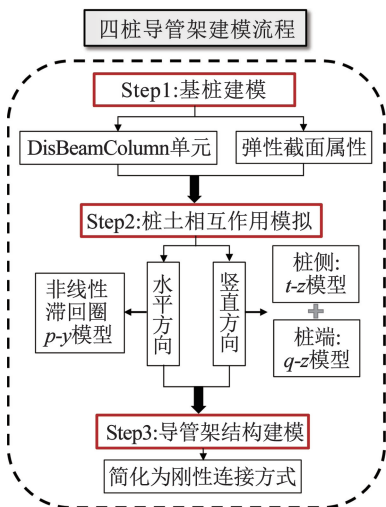 四桩导管架建模流程
Step1:基桩建模
DisBeamColumn单元
弹性截面属性
Step2:桩土相互作用模拟
非线性
滞回圈
p-y模型
水平方向
竖直方向
桩侧:
t-z模型
桩端:
q-z模型
Step3:导管架结构建模
简化为刚性连接方式